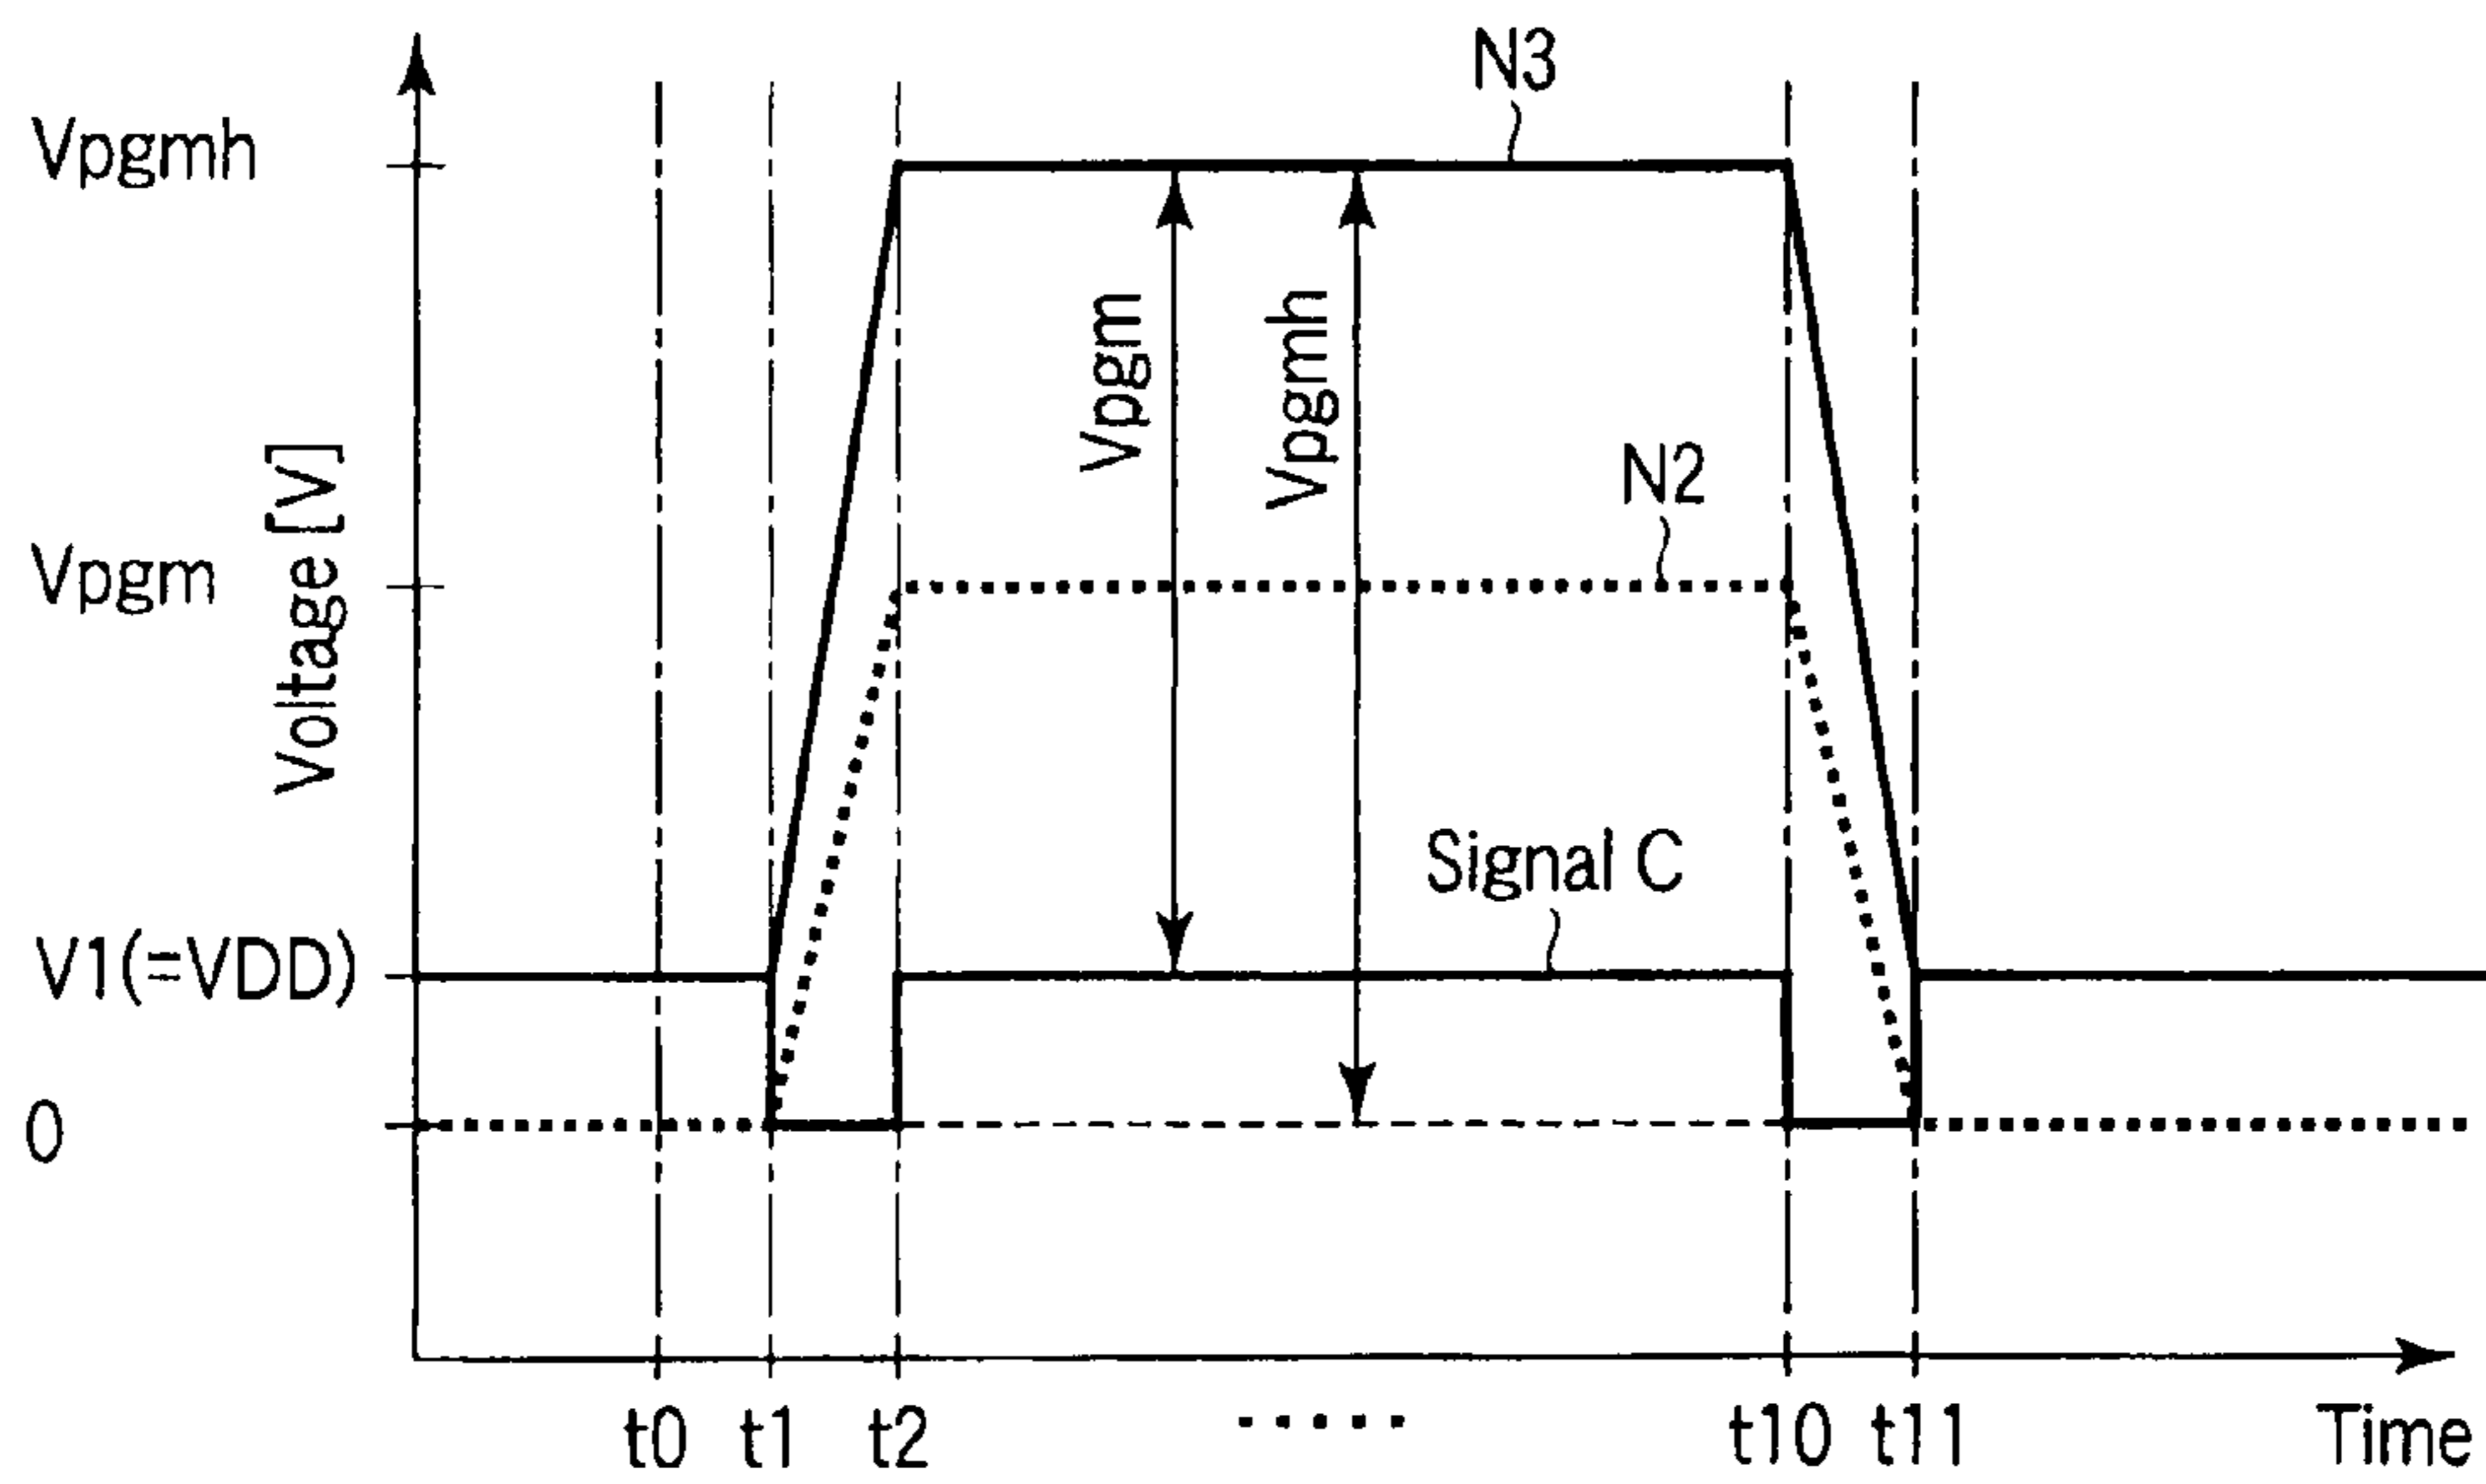 N3
Vpgmh
Vpgm
Vpgmh
N2
Vpgm
Voltage [V]
Signal C
V1(=VDD)
0
t0 t1 t2 ..... t10 t11 Time